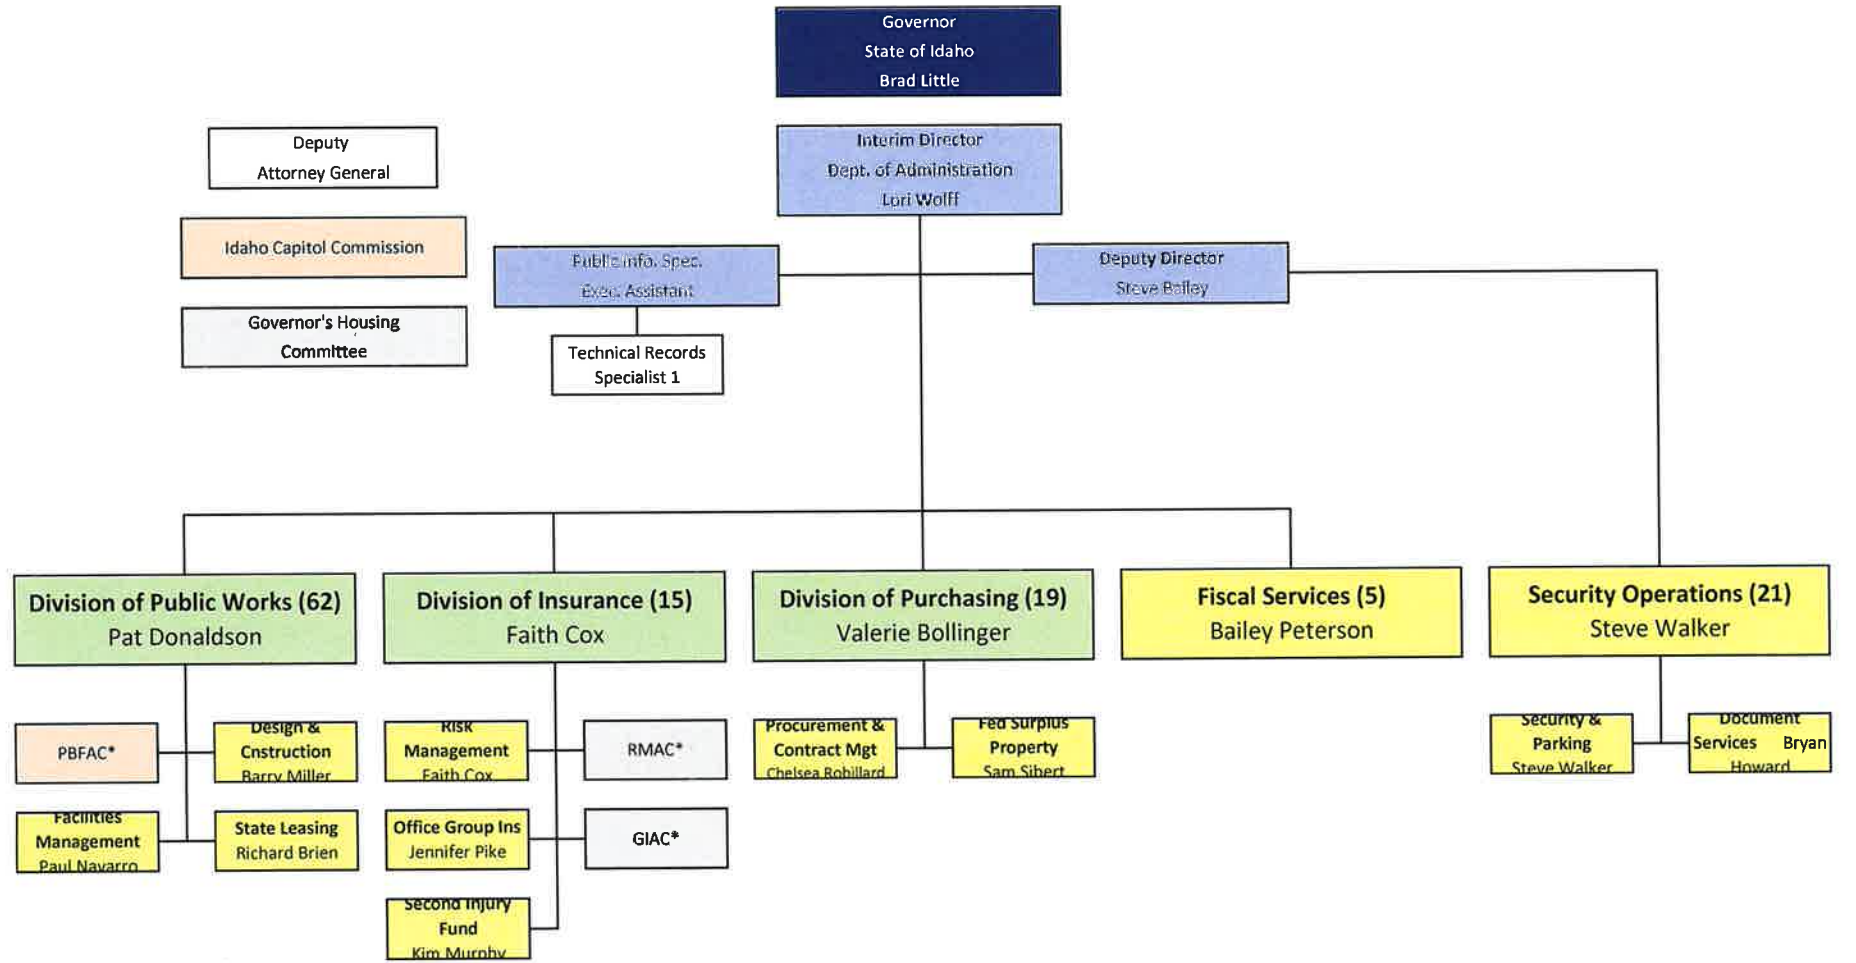 Governor
State of Idaho
Brad Little
Deputy
Attorney General
Interim Director
Dept. of Administration
Lori Wolff
Idaho Capitol Commission
Public Info. Spec.
Exec. Assistant
Deputy Director
Steve Bailey
Governor's Housing
Committee
Technical Records
Specialist 1
Division of Public Works (62)
Pat Donaldson
Division of Insurance (15)
Faith Cox
Division of Purchasing (19)
Valerie Bollinger
Fiscal Services (5)
Bailey Peterson
Security Operations (21)
Steve Walker
PBFAC*
Design &
Cnstruction
Barry Miller
Risk
Management
Faith Cox
RMAC*
Procurement &
Contract Mgt
Chelsea Robillard
Fed Surplus
Property
Sam Sibert
Security &
Parking
Steve Walker
Document
Services Bryan
Howard
Facilities
Management
Paul Navarro
State Leasing
Richard Brien
Office Group Ins
Jennifer Pike
GIAC*
Second Injury
Fund
Kim Murphy